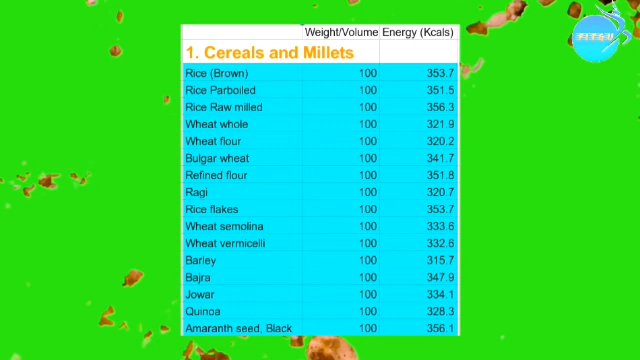 Weight/Volume Energy (Kcals)
1. Cereals and Millets
Rice (Brown) 100 353.7
Rice Parboiled 100 351.5
Rice Raw milled 100 356.3
Wheat whole 100 321.9
Wheat flour 100 320.2
Bulgar wheat 100 341.7
Refined flour 100 351.8
Ragi 100 320.7
Rice flakes 100 353.7
Wheat semolina 100 333.6
Wheat vermicelli 100 332.6
Barley 100 315.7
Bajra 100 347.9
Jowar 100 334.1
Quinoa 100 328.3
Amaranth seed, Black 100 356.1